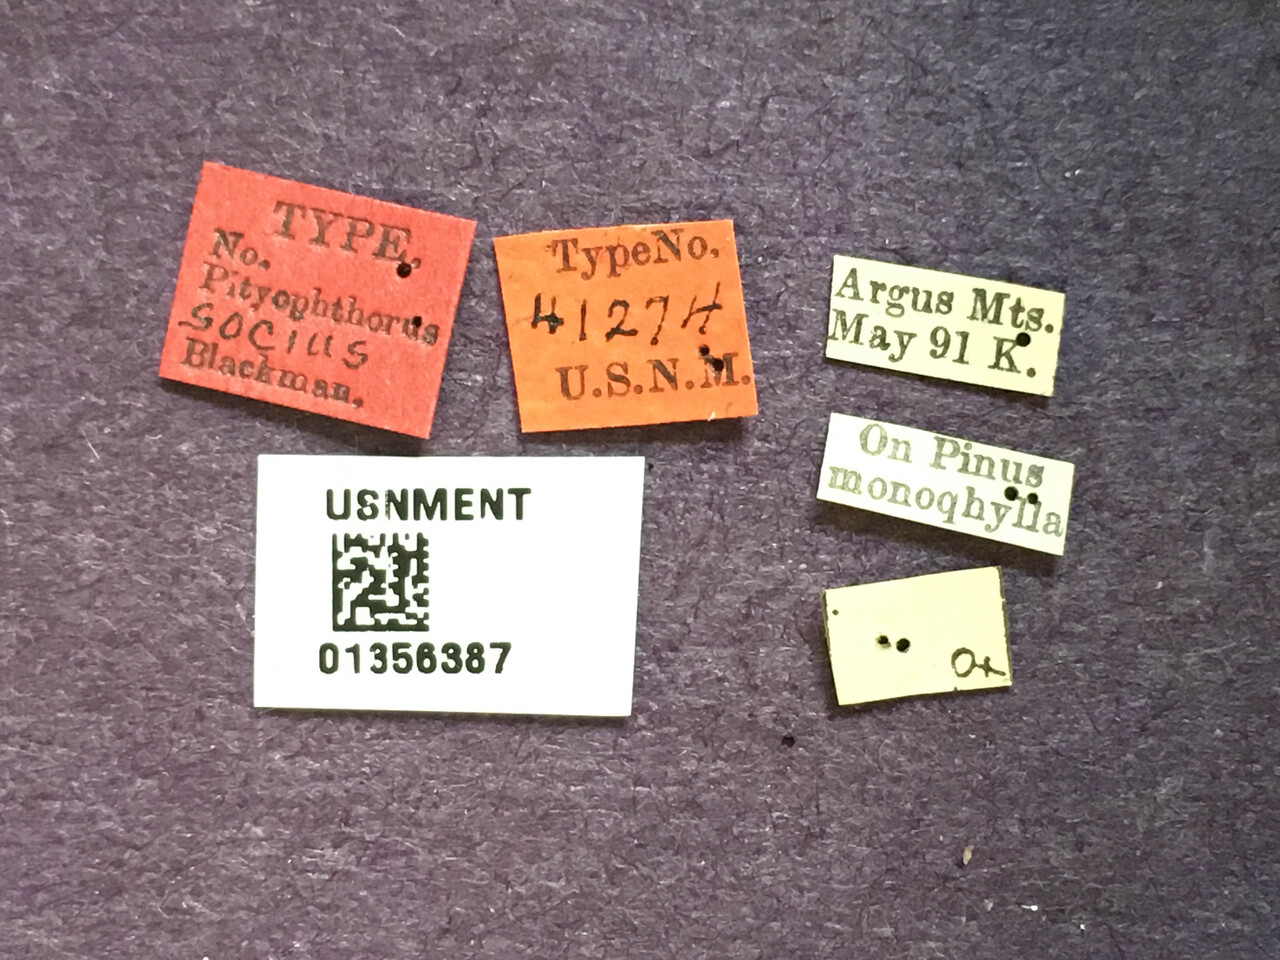 TYPE.
No.
Pityophthorus
socius
Blackman.
TypeNo.
41274
U.S.N.M.
Argus Mts.
May 91 K.
On Pinus
monoqhylla
♀
USNMENT
01356387